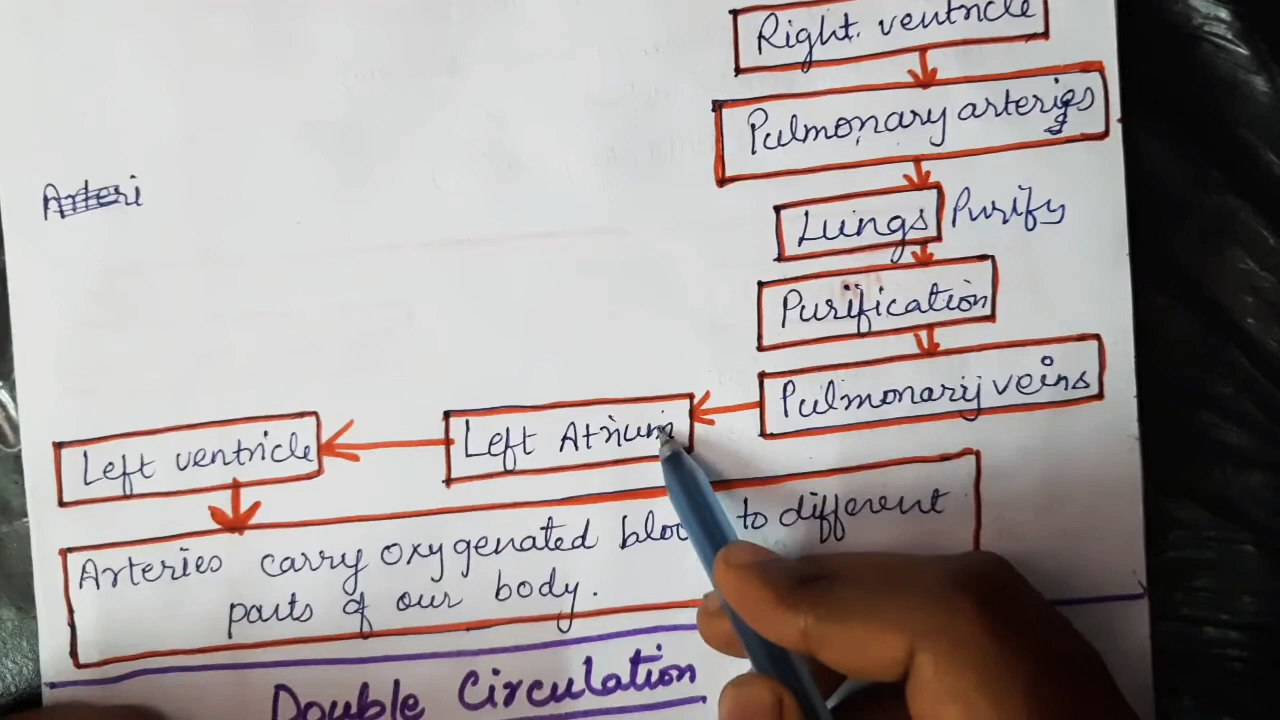 Right ventricle
Pulmonary arteries
Arteri
Lungs Purify
Purification
Pulmonary veins
Left Atrium
Left ventricle
Arteries carry oxygenated bloo to different
parts of our body.
Double Circulation